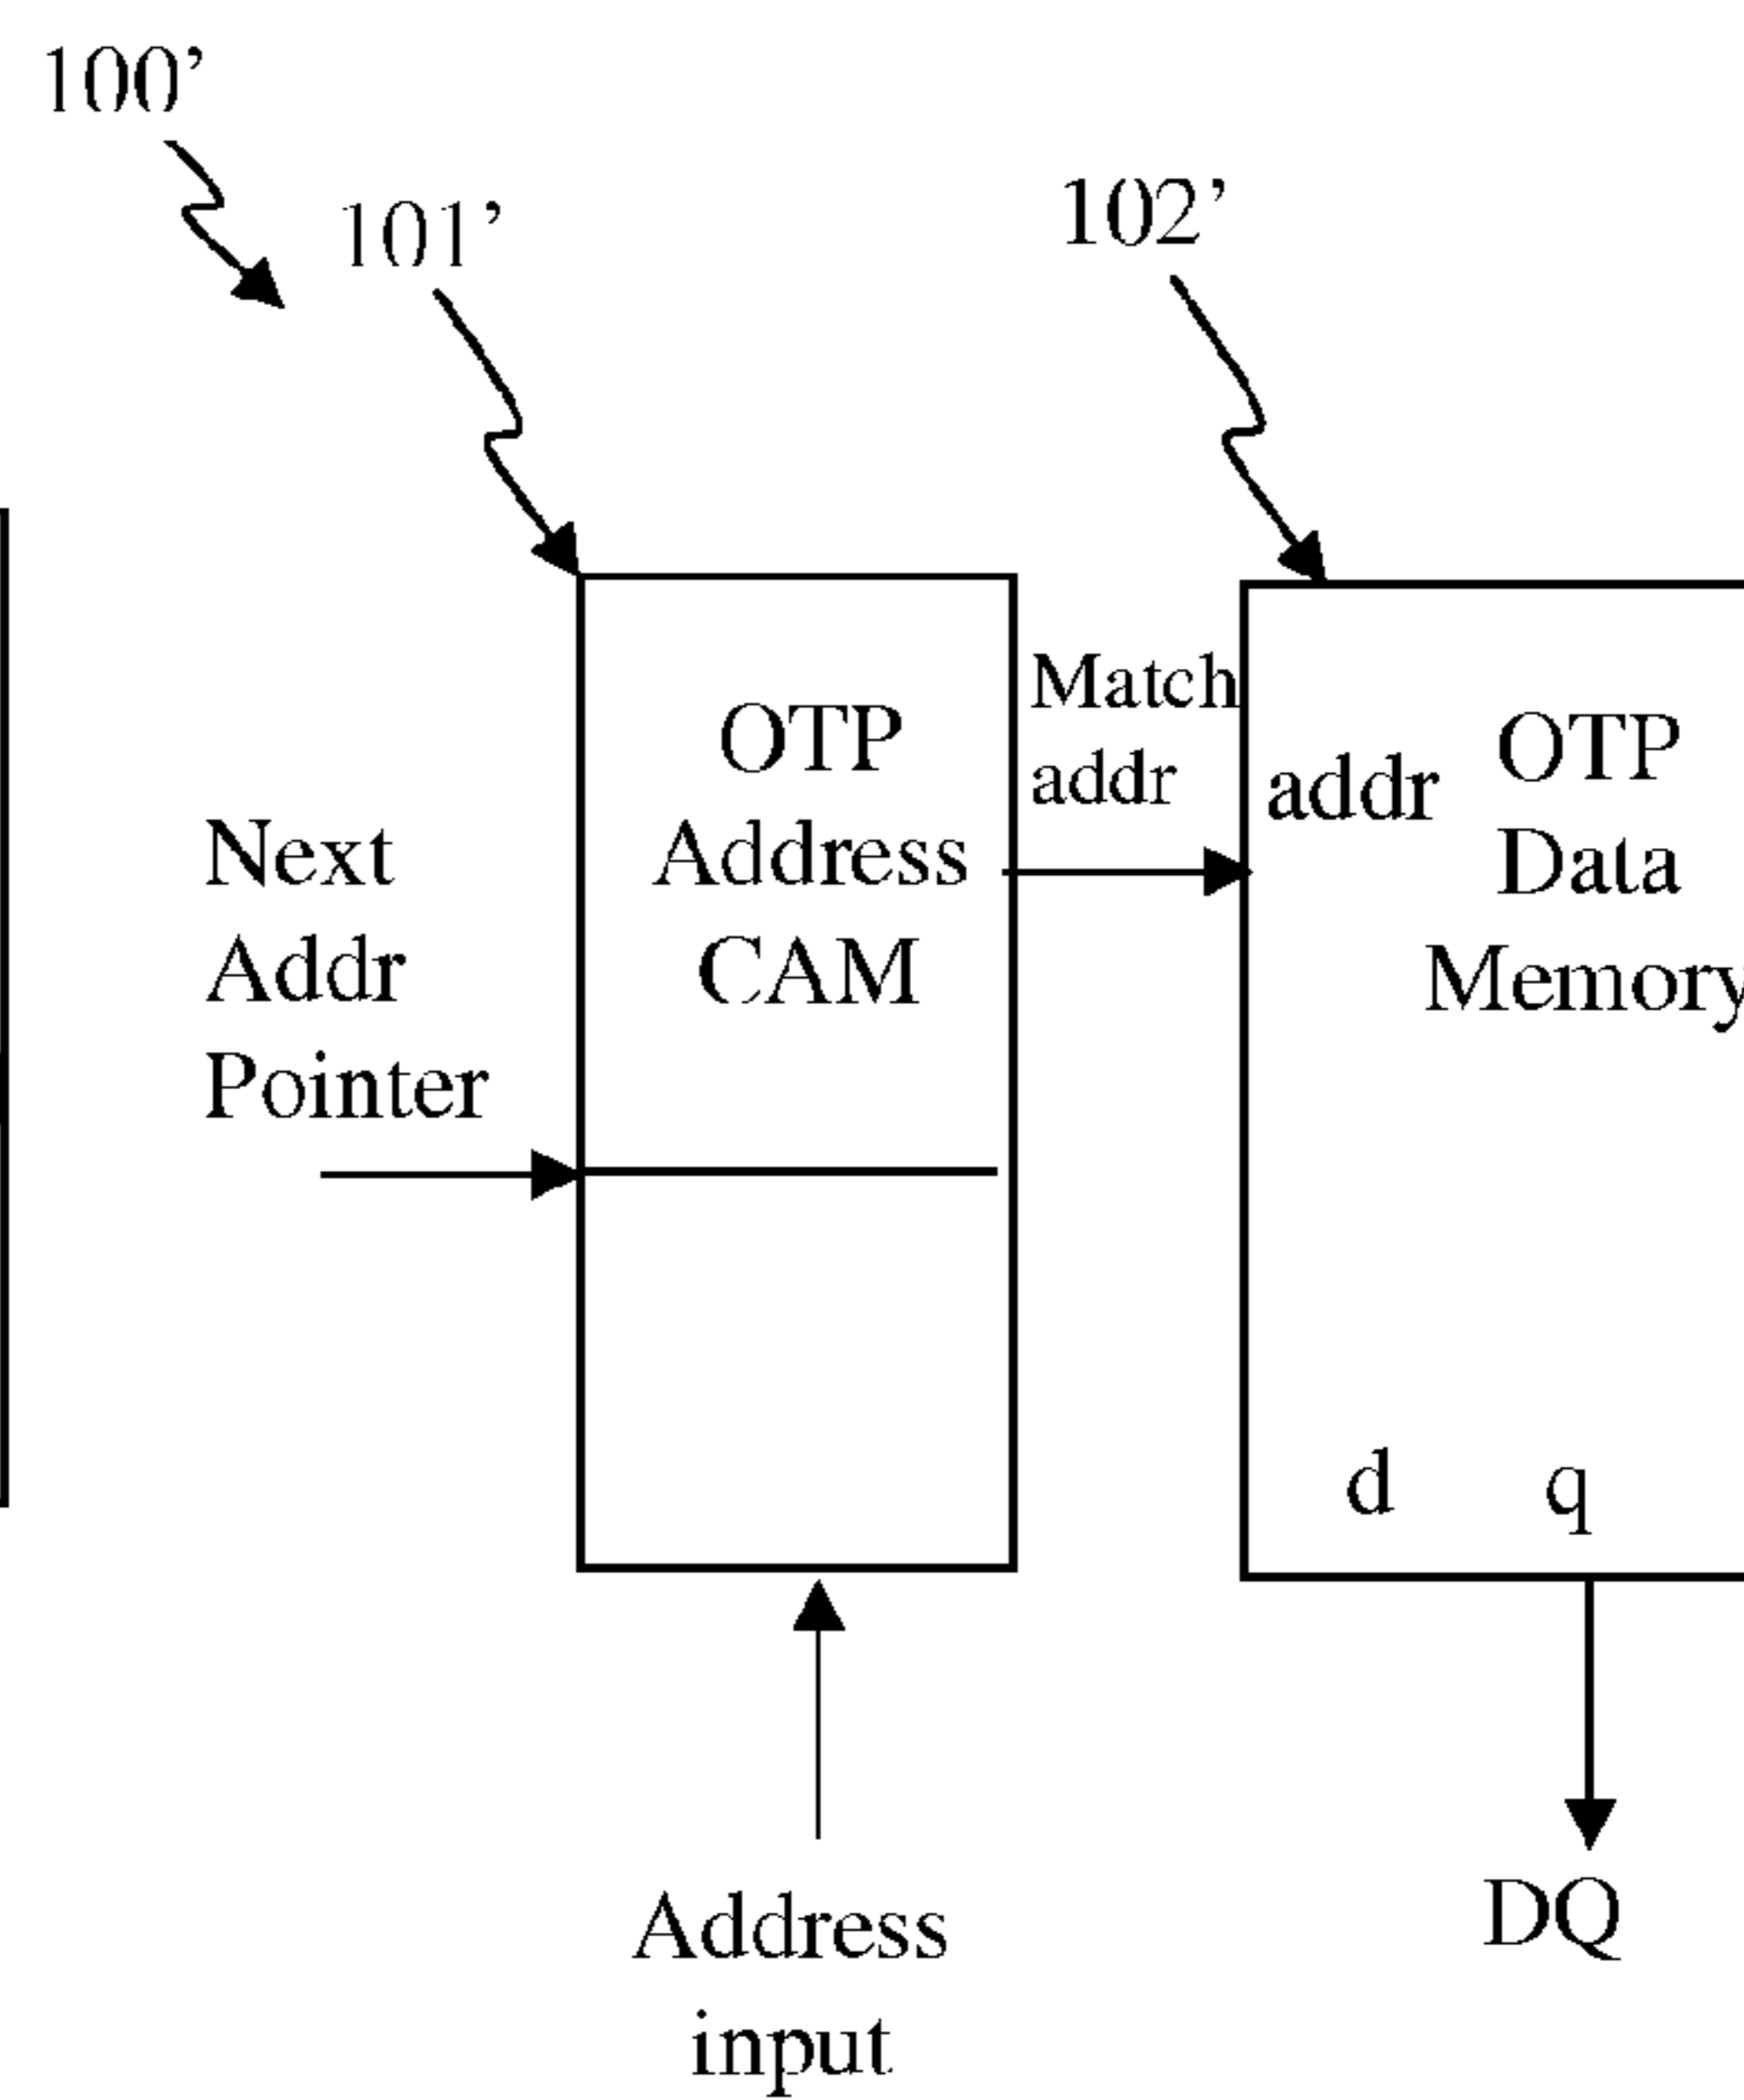 100’
101’
102’
OTP
Address
CAM
Match
addr
addr
OTP
Data
Memory
Next
Addr
Pointer
d
q
Address
input
DQ